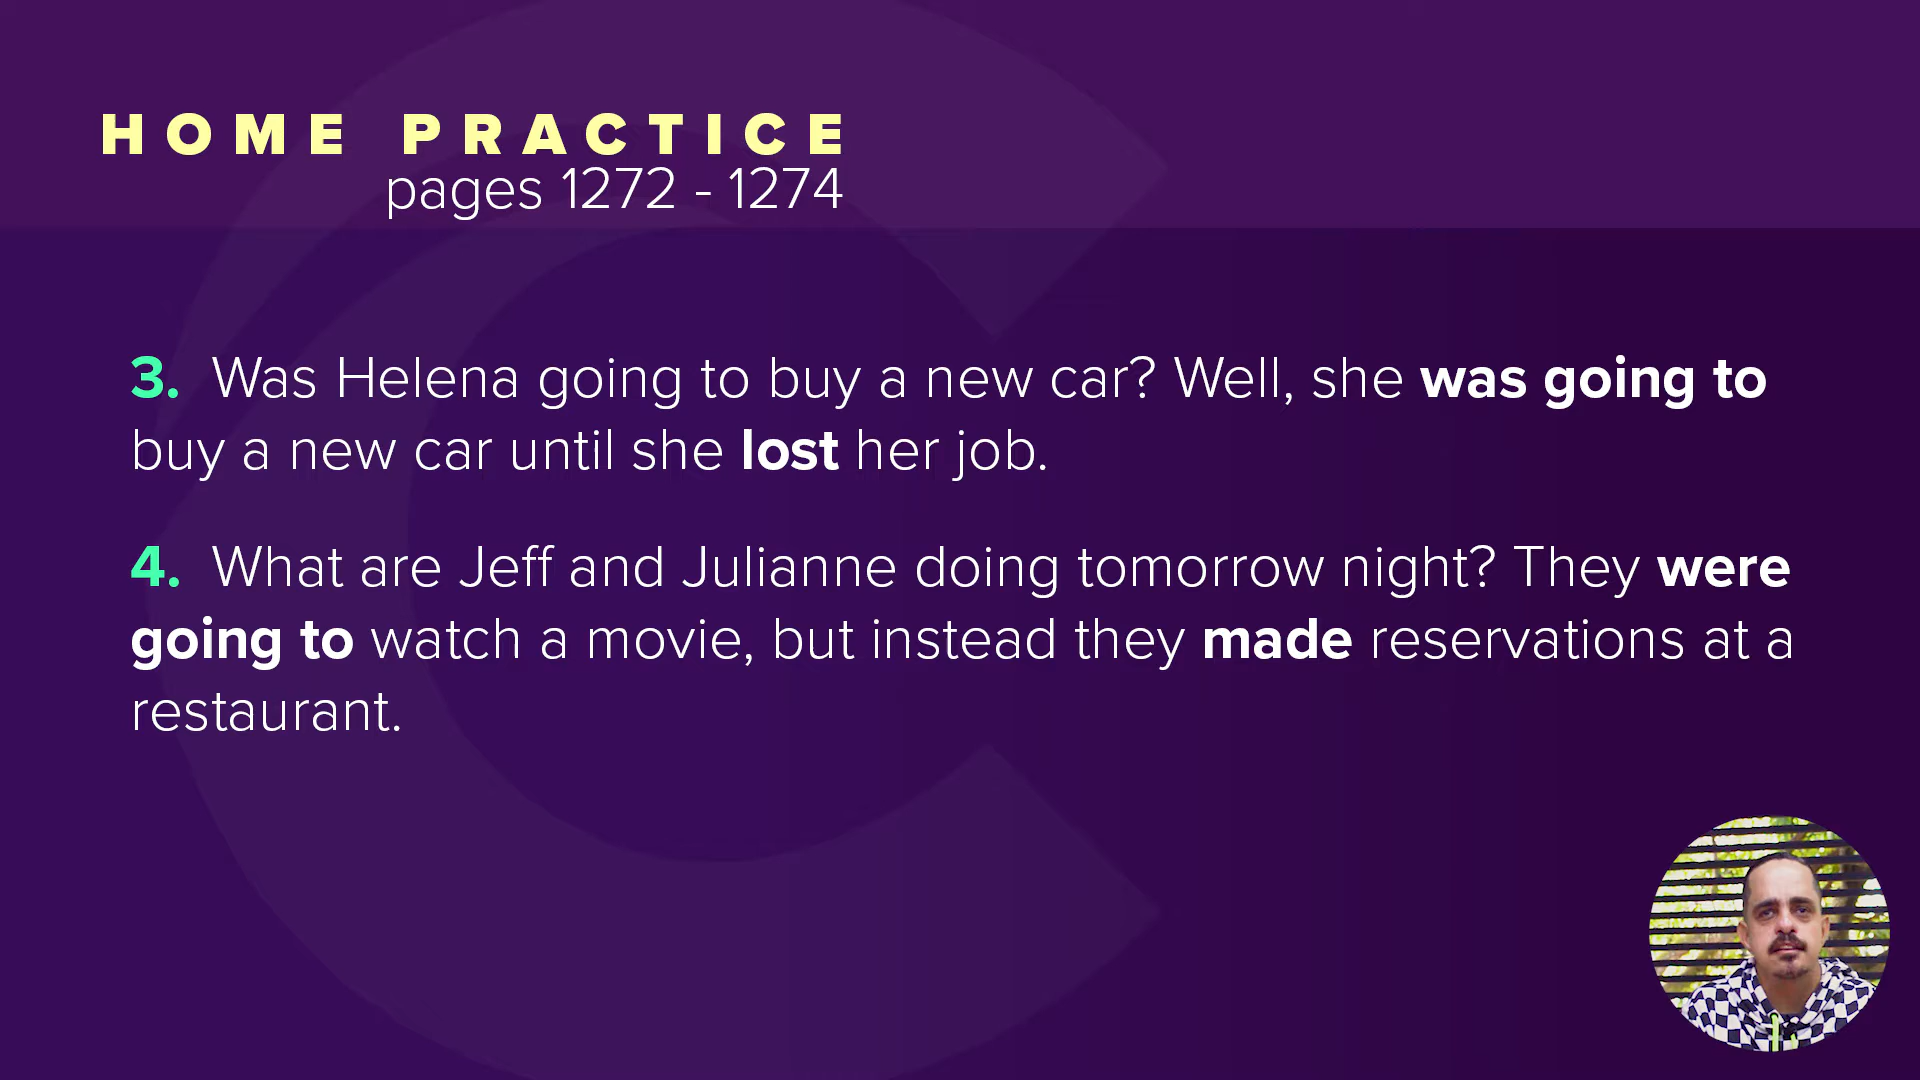 HOME PRACTICE
pages 1272 - 1274
3. Was Helena going to buy a new car? Well, she was going to
buy a new car until she lost her job.
4. What are Jeff and Julianne doing tomorrow night? They were
going to watch a movie, but instead they made reservations at a
restaurant.